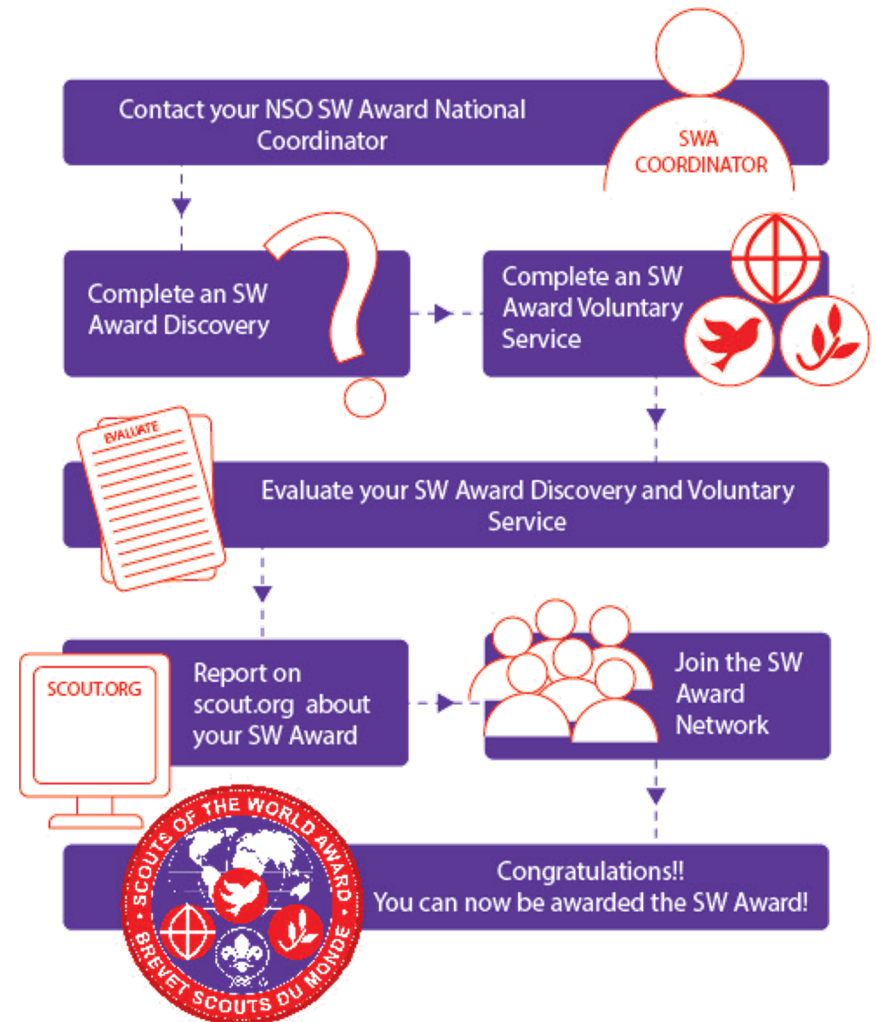 Contact your NSO SW Award National
Coordinator
SWA
COORDINATOR
Complete an SW
Award Discovery
Complete an SW
Award Voluntary
Service
EVALUATE
Evaluate your SW Award Discovery and Voluntary
Service
SCOUT.ORG
Report on
scout.org about
your SW Award
Join the SW
Award
Network
SCOUTS OF THE WORLD AWARD
BREVET SCOUTS DU MONDE
Congratulations!!
You can now be awarded the SW Award!